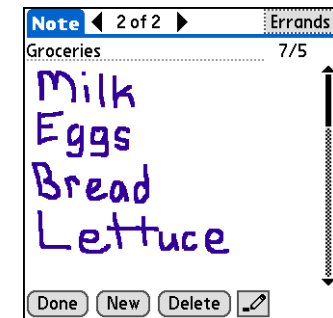 Note 2 of 2 Errands
Groceries 7/5
Milk
Eggs
Bread
Lettuce
Done New Delete